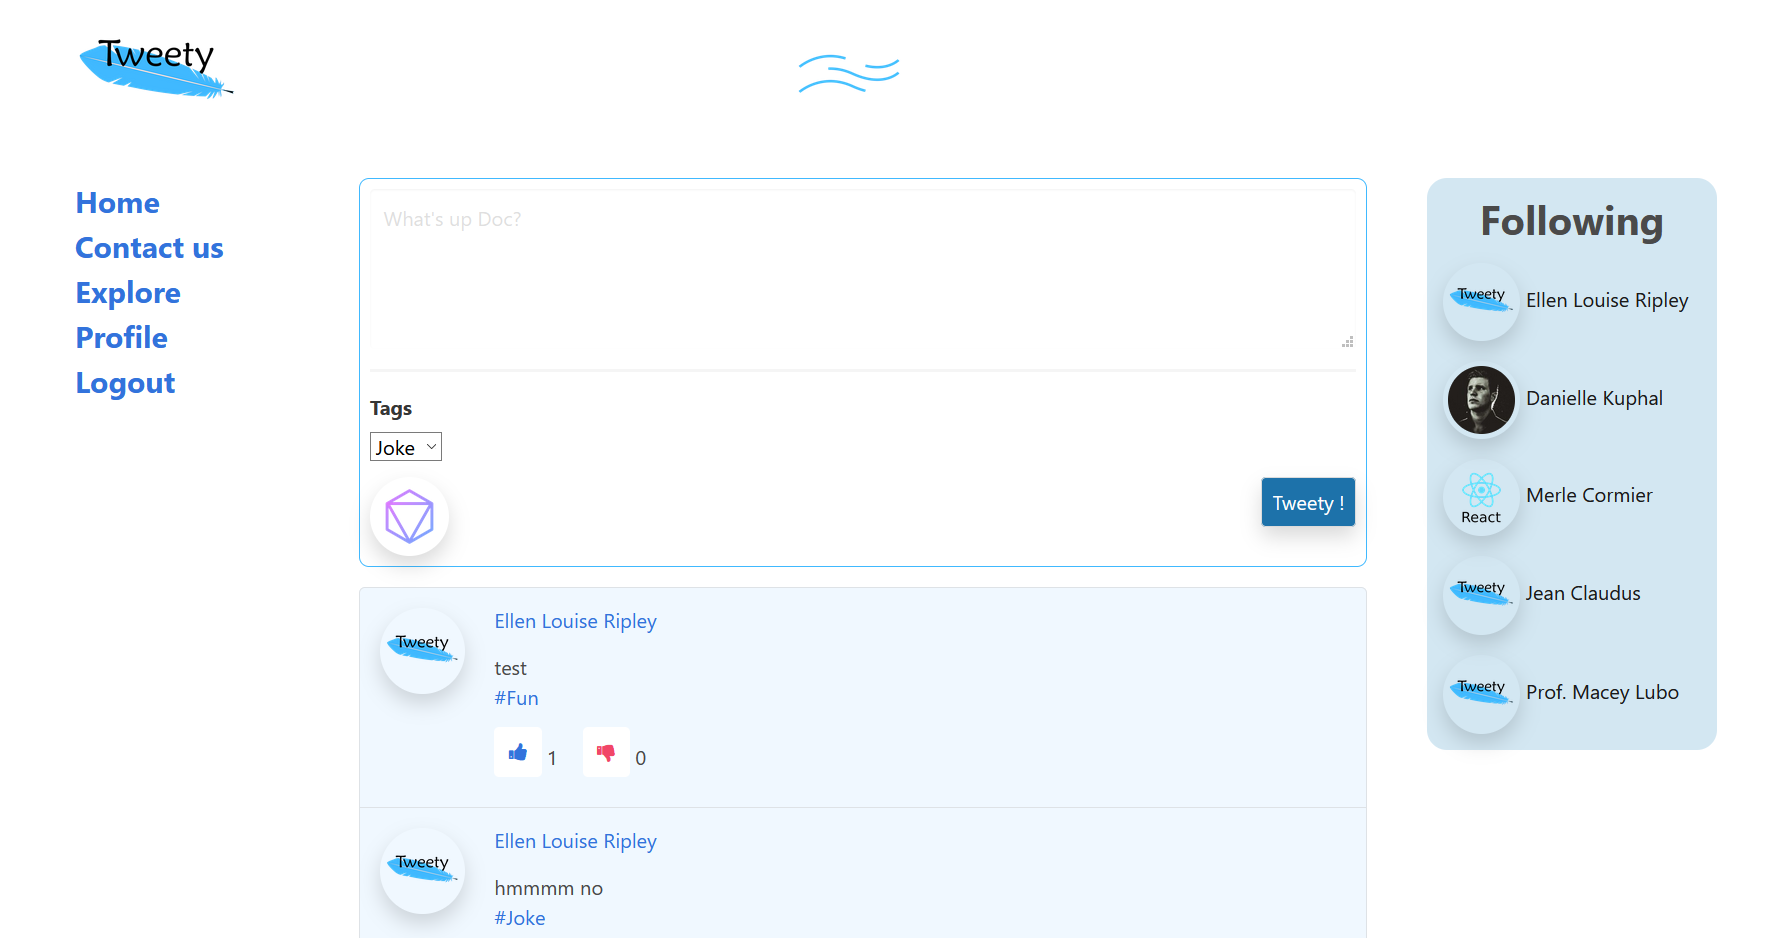 Tweety
Home
Contact us
Explore
Profile
Logout
What's up Doc?
Tags
Joke
Tweety !
Tweety
Ellen Louise Ripley
test
#Fun
1
0
Tweety
Ellen Louise Ripley
hmmmm no
#Joke
Following
Tweety
Ellen Louise Ripley
Danielle Kuphal
React
Merle Cormier
Tweety
Jean Claudus
Tweety
Prof. Macey Lubo